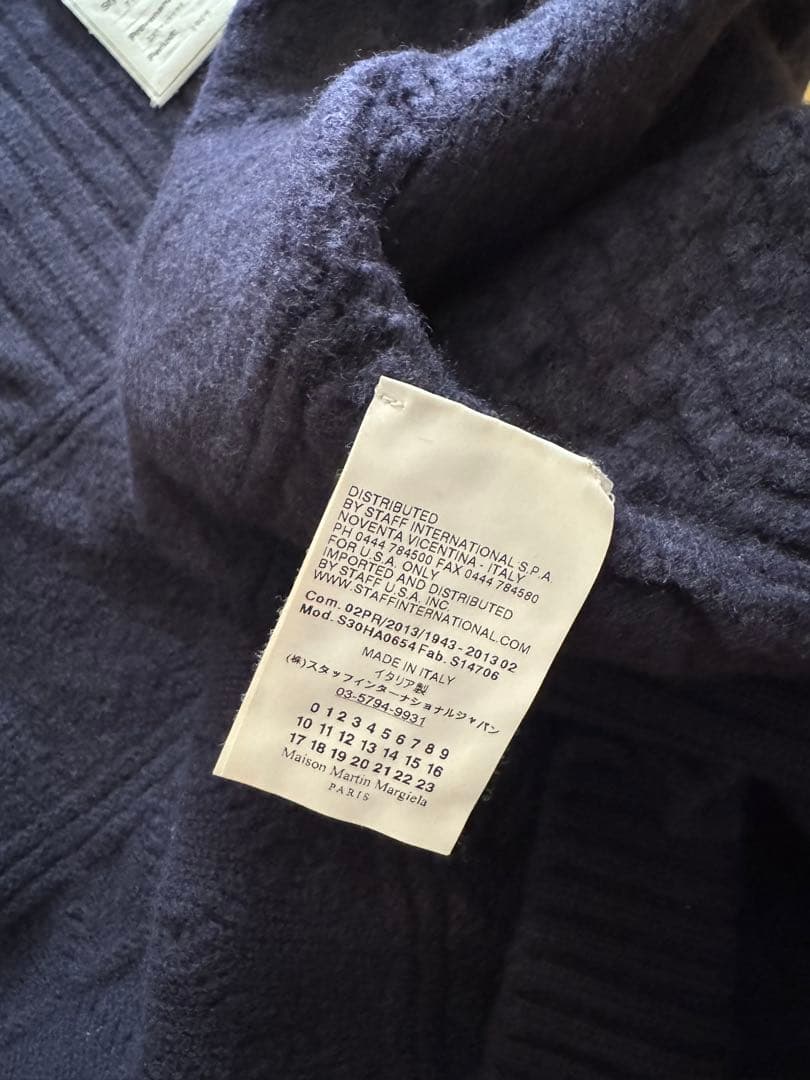 DISTRIBUTED
BY STAFF INTERNATIONAL S.P.A.
NOVENTA VICENTINA - ITALY
PH 0444 784500 FAX 0444 784580
FOR U.S.A. ONLY
IMPORTED AND DISTRIBUTED
BY STAFF U.S.A. INC.
WWW.STAFFINTERNATIONAL.COM
Com. 02PR/2013/1943 - 2013 02
Mod. S30HA0654 Fab. S14706
MADE IN ITALY
イタリア製
(株)スタッフインターナショナルジャパン
03-5794-9931
0 1 2 3 4 5 6 7 8 9
10 11 12 13 14 15 16
17 18 19 20 21 22 23
Maison Martin Margiela
PARIS